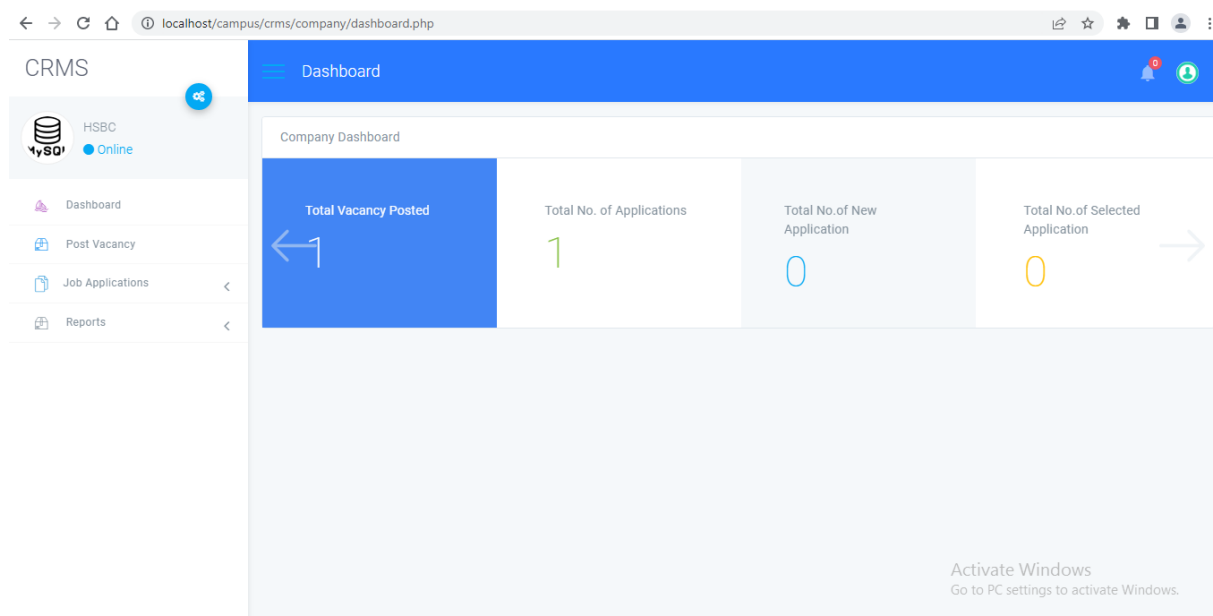 localhost/campus/crms/company/dashboard.php
CRMS
Dashboard
0
HSBC
Online
MySQL
Company Dashboard
Dashboard
Post Vacancy
Job Applications
Reports
Total Vacancy Posted
1
Total No. of Applications
1
Total No.of New
Application
0
Total No.of Selected
Application
0
Activate Windows
Go to PC settings to activate Windows.